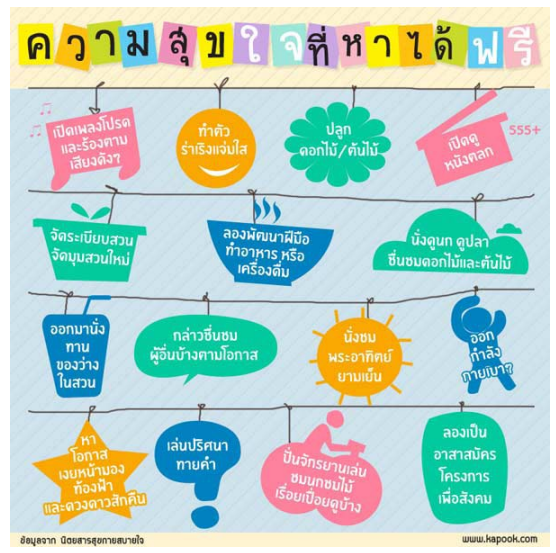 ความสุขใจที่หาได้ฟรี
เปิดเพลงโปรด
และร้องตาม
เสียงดังๆ
ทำตัว
ร่าเริงแจ่มใส
ปลูก
ดอกไม้/ต้นไม้
เปิดดู
หนังตลก
555+
จัดระเบียบสวน
จัดมุมสวนใหม่
ลองพัฒนาฝีมือ
ทำอาหาร หรือ
เครื่องดื่ม
นั่งดูนก ดูปลา
ชื่นชมดอกไม้และต้นไม้
ออกมานั่ง
ทาน
ของว่าง
ในสวน
กล่าวชื่นชม
ผู้อื่นบ้างตามโอกาส
นั่งชม
พระอาทิตย์
ยามเย็น
ออก
กำลัง
กายเบาๆ
หา
โอกาส
เงยหน้ามอง
ท้องฟ้า
และดวงดาวสักคืน
เล่นปริศนา
ทายคำ
ปั่นจักรยานเล่น
ชมนกชมไม้
เรื่อยเปื่อยดูบ้าง
ลองเป็น
อาสาสมัคร
โครงการ
เพื่อสังคม
ข้อมูลจาก นิตยสารสุขกายสบายใจ
www.kapook.com